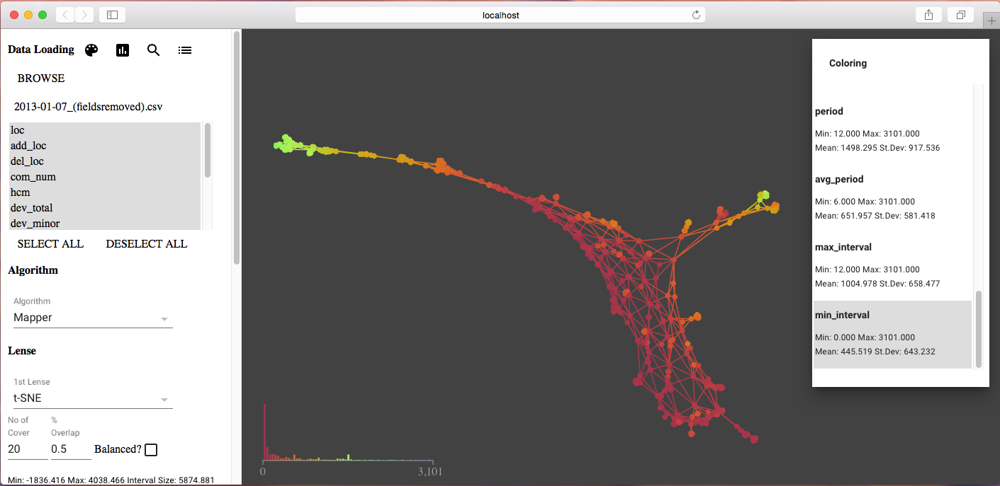 localhost
Data Loading
BROWSE
2013-01-07_(fieldsremoved).csv
loc
add_loc
del_loc
com_num
hcm
dev_total
dev_minor
SELECT ALL DESELECT ALL
Algorithm
Algorithm
Mapper
Lense
1st Lense
t-SNE
No of Cover % Overlap
20 0.5 Balanced?
Min: -1836.416 Max: 4038.466 Interval Size: 5874.881
0 3,101
Coloring
period
Min: 12.000 Max: 3101.000
Mean: 1498.295 St.Dev: 917.536
avg_period
Min: 6.000 Max: 3101.000
Mean: 651.957 St.Dev: 581.418
max_interval
Min: 12.000 Max: 3101.000
Mean: 1004.978 St.Dev: 658.477
min_interval
Min: 0.000 Max: 3101.000
Mean: 445.519 St.Dev: 643.232